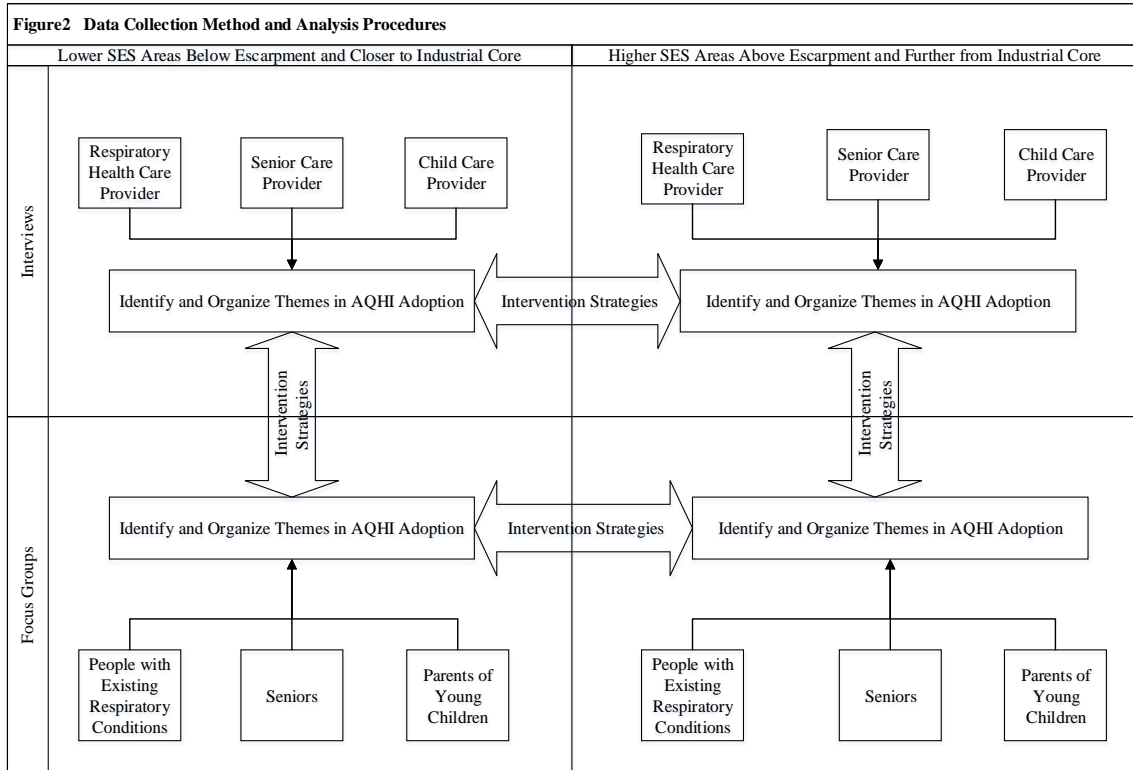 Figure2 Data Collection Method and Analysis Procedures
Lower SES Areas Below Escarpment and Closer to Industrial Core
Higher SES Areas Above Escarpment and Further from Industrial Core
Interviews
Respiratory
Health Care
Provider
Senior Care
Provider
Child Care
Provider
Respiratory
Health Care
Provider
Senior Care
Provider
Child Care
Provider
Identify and Organize Themes in AQHI Adoption
Intervention Strategies
Identify and Organize Themes in AQHI Adoption
Intervention
Strategies
Intervention
Strategies
Focus Groups
Identify and Organize Themes in AQHI Adoption
Intervention Strategies
Identify and Organize Themes in AQHI Adoption
People with
Existing
Respiratory
Conditions
Seniors
Parents of
Young
Children
People with
Existing
Respiratory
Conditions
Seniors
Parents of
Young
Children